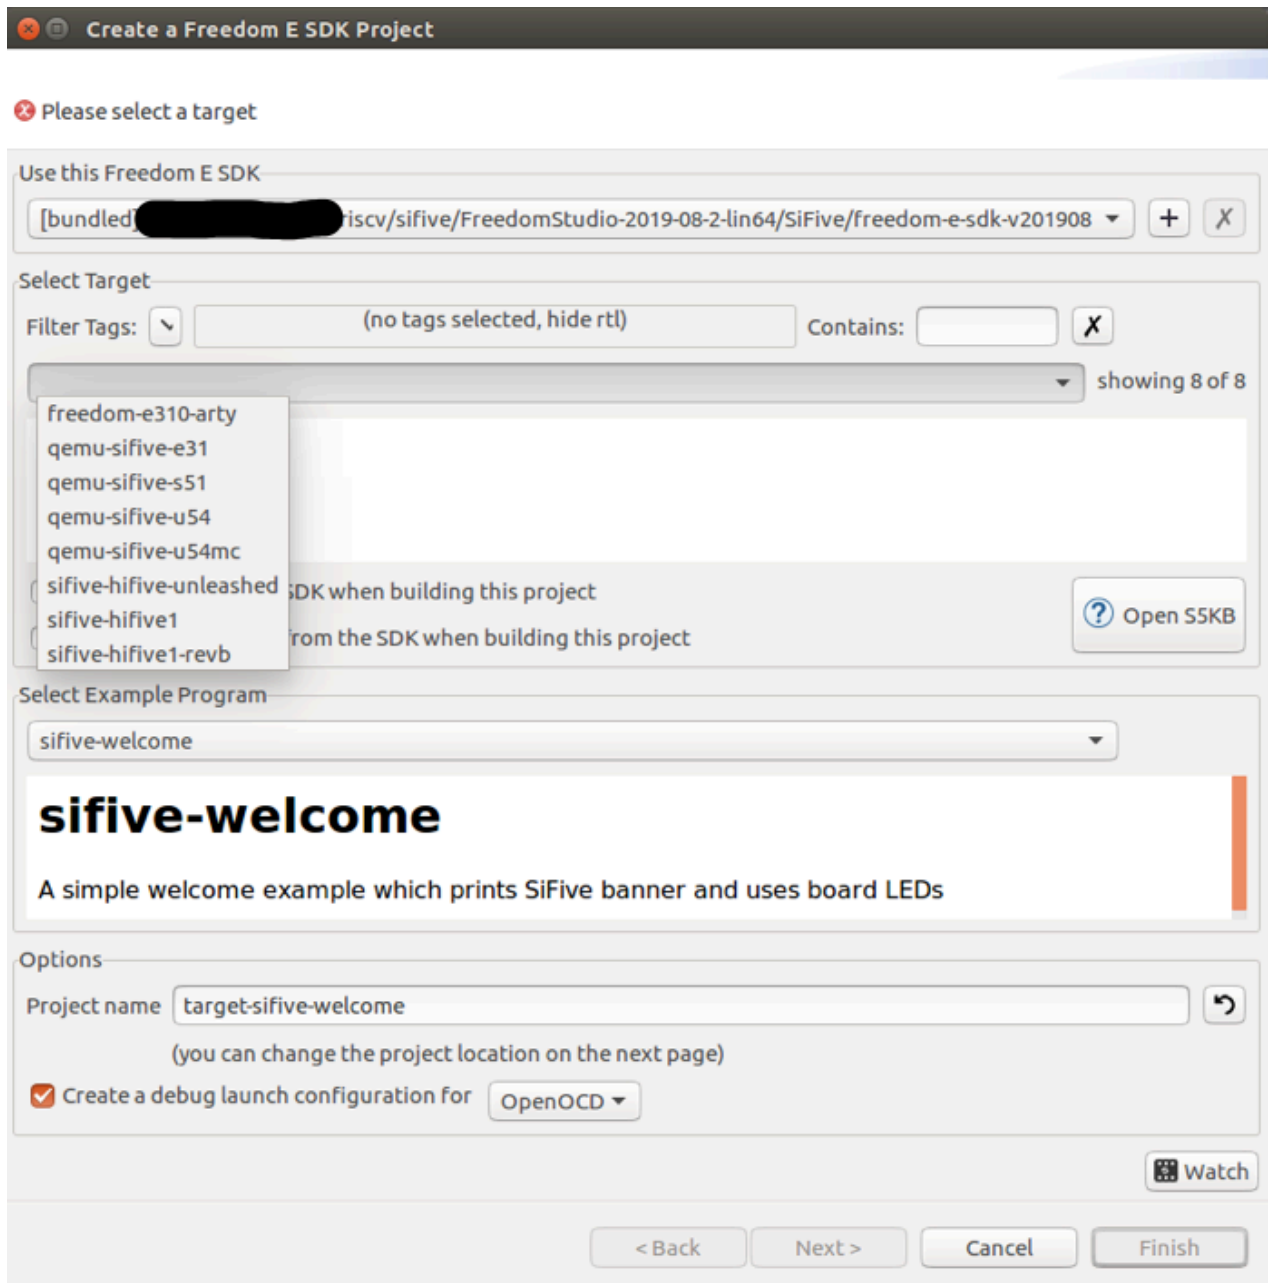 Create a Freedom E SDK Project
Please select a target
Use this Freedom E SDK
[bundled] riscv/sifive/FreedomStudio-2019-08-2-lin64/SiFive/freedom-e-sdk-v201908
Select Target
Filter Tags: (no tags selected, hide rtl) Contains:
showing 8 of 8
freedom-e310-arty
qemu-sifive-e31
qemu-sifive-s51
qemu-sifive-u54
qemu-sifive-u54mc
sifive-hifive-unleashed
sifive-hifive1
sifive-hifive1-revb
SDK when building this project
from the SDK when building this project
Open S5KB
Select Example Program
sifive-welcome
sifive-welcome
A simple welcome example which prints SiFive banner and uses board LEDs
Options
Project name target-sifive-welcome
(you can change the project location on the next page)
Create a debug launch configuration for OpenOCD
Watch
< Back Next > Cancel Finish